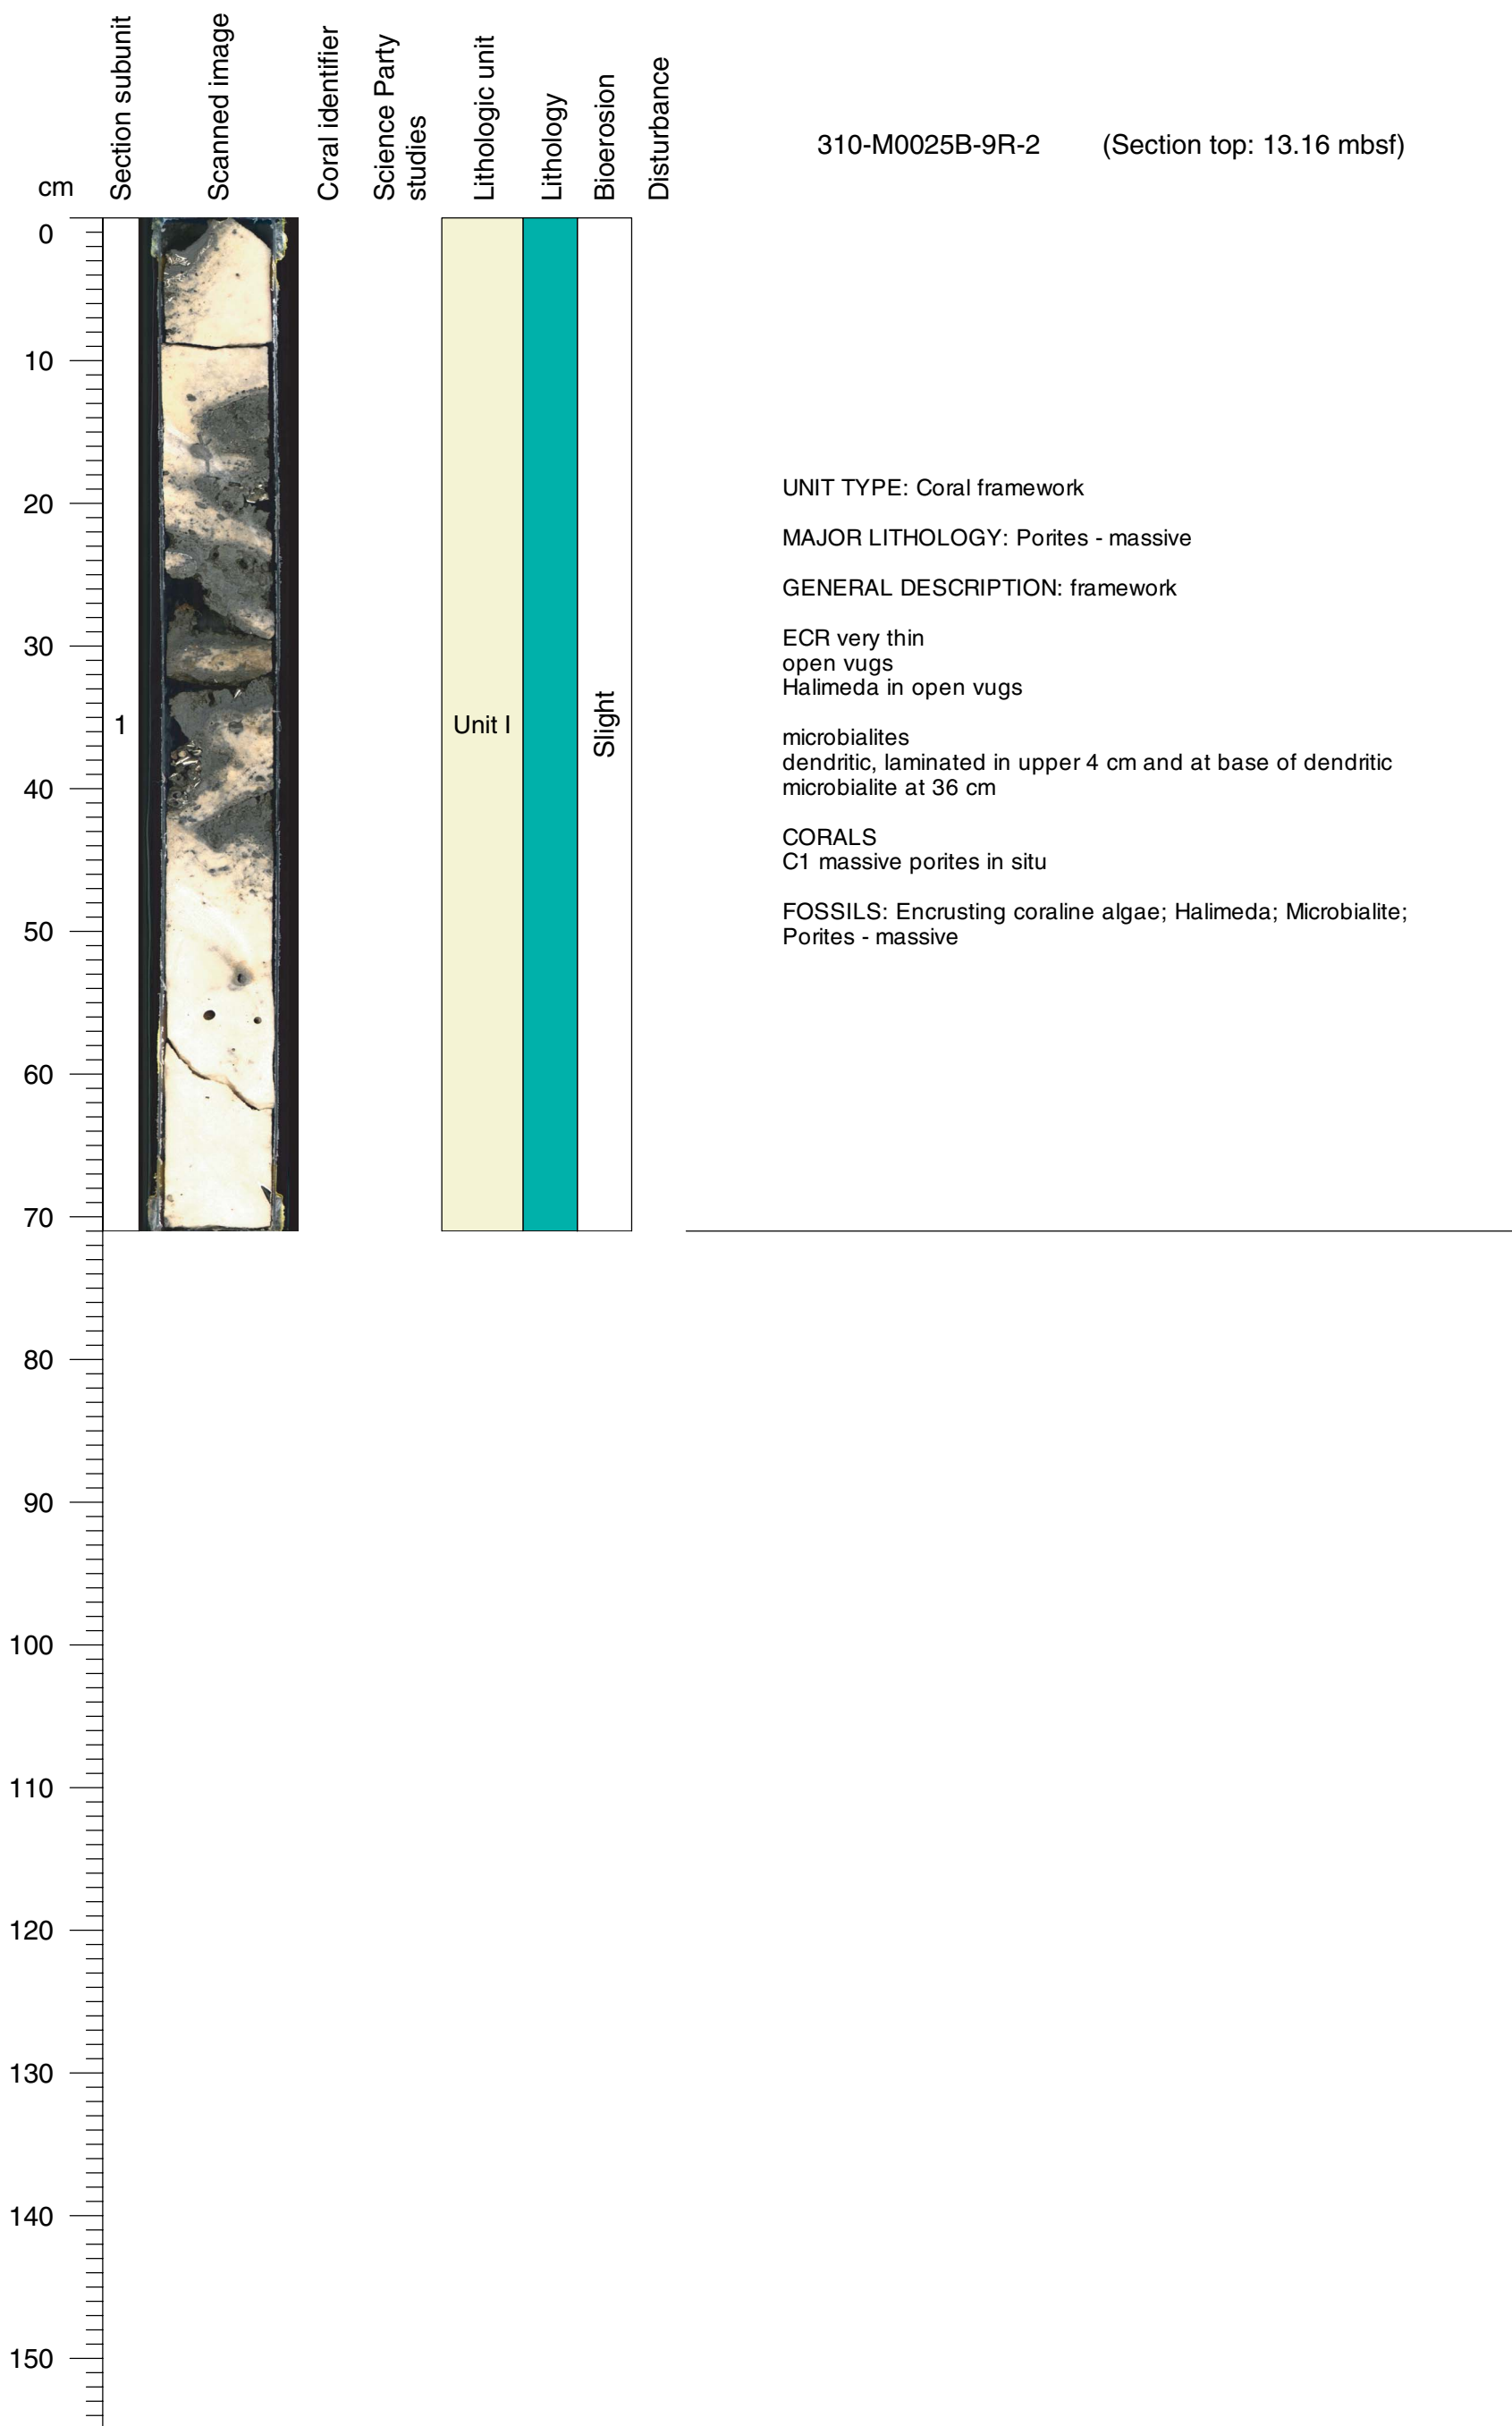 cm
Section subunit
Scanned image
Coral identifier
Science Party
studies
Lithologic unit
Lithology
Bioerosion
Disturbance
310-M0025B-9R-2 (Section top: 13.16 mbsf)
0
10
20
30
40
50
60
70
80
90
100
110
120
130
140
150
1
Unit I
Slight
UNIT TYPE: Coral framework
MAJOR LITHOLOGY: Porites - massive
GENERAL DESCRIPTION: framework
ECR very thin
open vugs
Halimeda in open vugs
microbialites
dendritic, laminated in upper 4 cm and at base of dendritic
microbialite at 36 cm
CORALS
C1 massive porites in situ
FOSSILS: Encrusting coraline algae; Halimeda; Microbialite;
Porites - massive